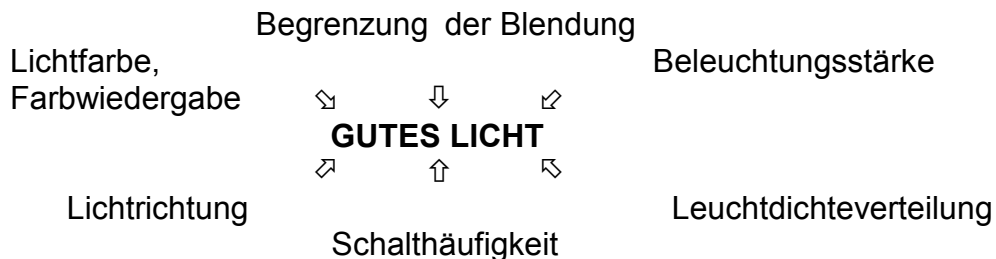 Begrenzung der Blendung
Lichtfarbe,
Farbwiedergabe
Beleuchtungsstärke
GUTES LICHT
Lichtrichtung
Leuchtdichteverteilung
Schalthäufigkeit